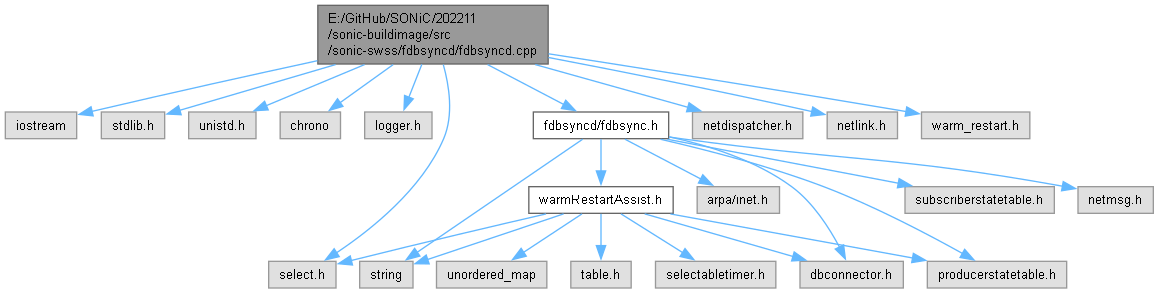 E:/GitHub/SONiC/202211
/sonic-buildimage/src
/sonic-swss/fdbsyncd/fdbsyncd.cpp
iostream
stdlib.h
unistd.h
chrono
logger.h
fdbsyncd/fdbsync.h
netdispatcher.h
netlink.h
warm_restart.h
warmRestartAssist.h
arpa/inet.h
subscriberstatetable.h
netmsg.h
select.h
string
unordered_map
table.h
selectabletimer.h
dbconnector.h
producerstatetable.h